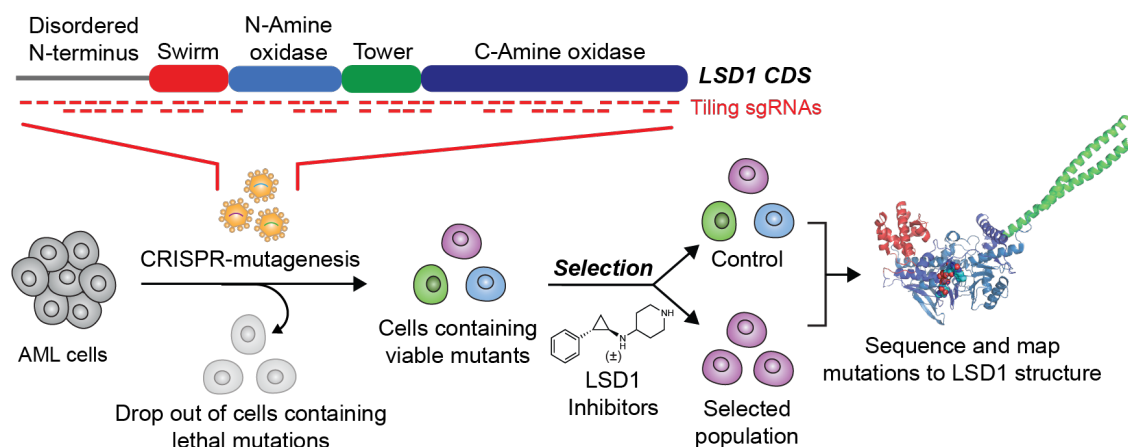 Disordered
N-terminus
Swirm
N-Amine
oxidase
Tower
C-Amine oxidase
LSD1 CDS
Tiling sgRNAs
CRISPR-mutagenesis
AML cells
Drop out of cells containing
lethal mutations
Cells containing
viable mutants
Selection
NH
N
H
(±)
LSD1
Inhibitors
Control
Selected
population
Sequence and map
mutations to LSD1 structure